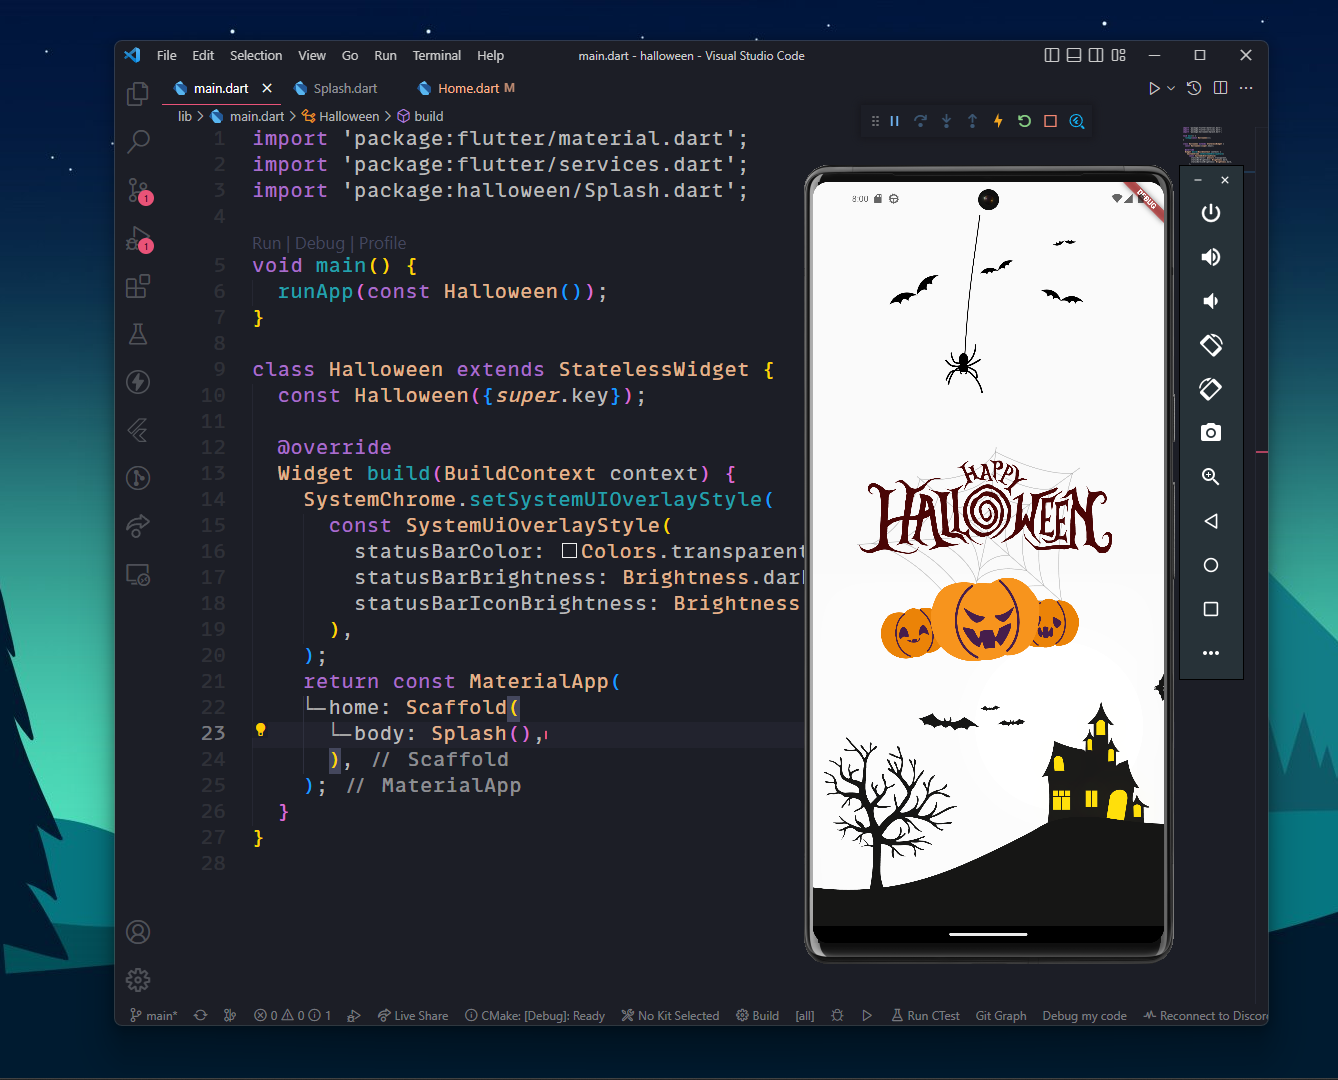 File Edit Selection View Go Run Terminal Help
main.dart - halloween - Visual Studio Code
main.dart Splash.dart Home.dart M
lib > main.dart > Halloween > build
1 import 'package:flutter/material.dart';
2 import 'package:flutter/services.dart';
3 import 'package:halloween/Splash.dart';
4
Run | Debug | Profile
5 void main() {
6 runApp(const Halloween());
7 }
8
9 class Halloween extends StatelessWidget {
10 const Halloween({super.key});
11
12 @override
13 Widget build(BuildContext context) {
14 SystemChrome.setSystemUIOverlayStyle(
15 const SystemUiOverlayStyle(
16 statusBarColor: Colors.transparent
17 statusBarBrightness: Brightness.dar
18 statusBarIconBrightness: Brightness
19 ),
20 );
21 return const MaterialApp(
22 home: Scaffold(
23 body: Splash(),
24 ), // Scaffold
25 ); // MaterialApp
26 }
27 }
28
1
1
8:00
DEBUG
HAPPY
HALLOWEEN
main* 0 0 1 Live Share CMake: [Debug]: Ready No Kit Selected Build [all] Run CTest Git Graph Debug my code Reconnect to Discor